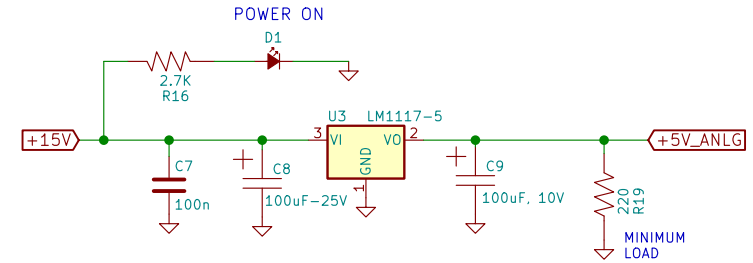 POWER ON
D1
2.7K
R16
U3 LM1117-5
+15V
3 VI VO 2
+5V_ANLG
GND
1
C7
100n
C8
100uF-25V
C9
100uF, 10V
220
R19
MINIMUM
LOAD